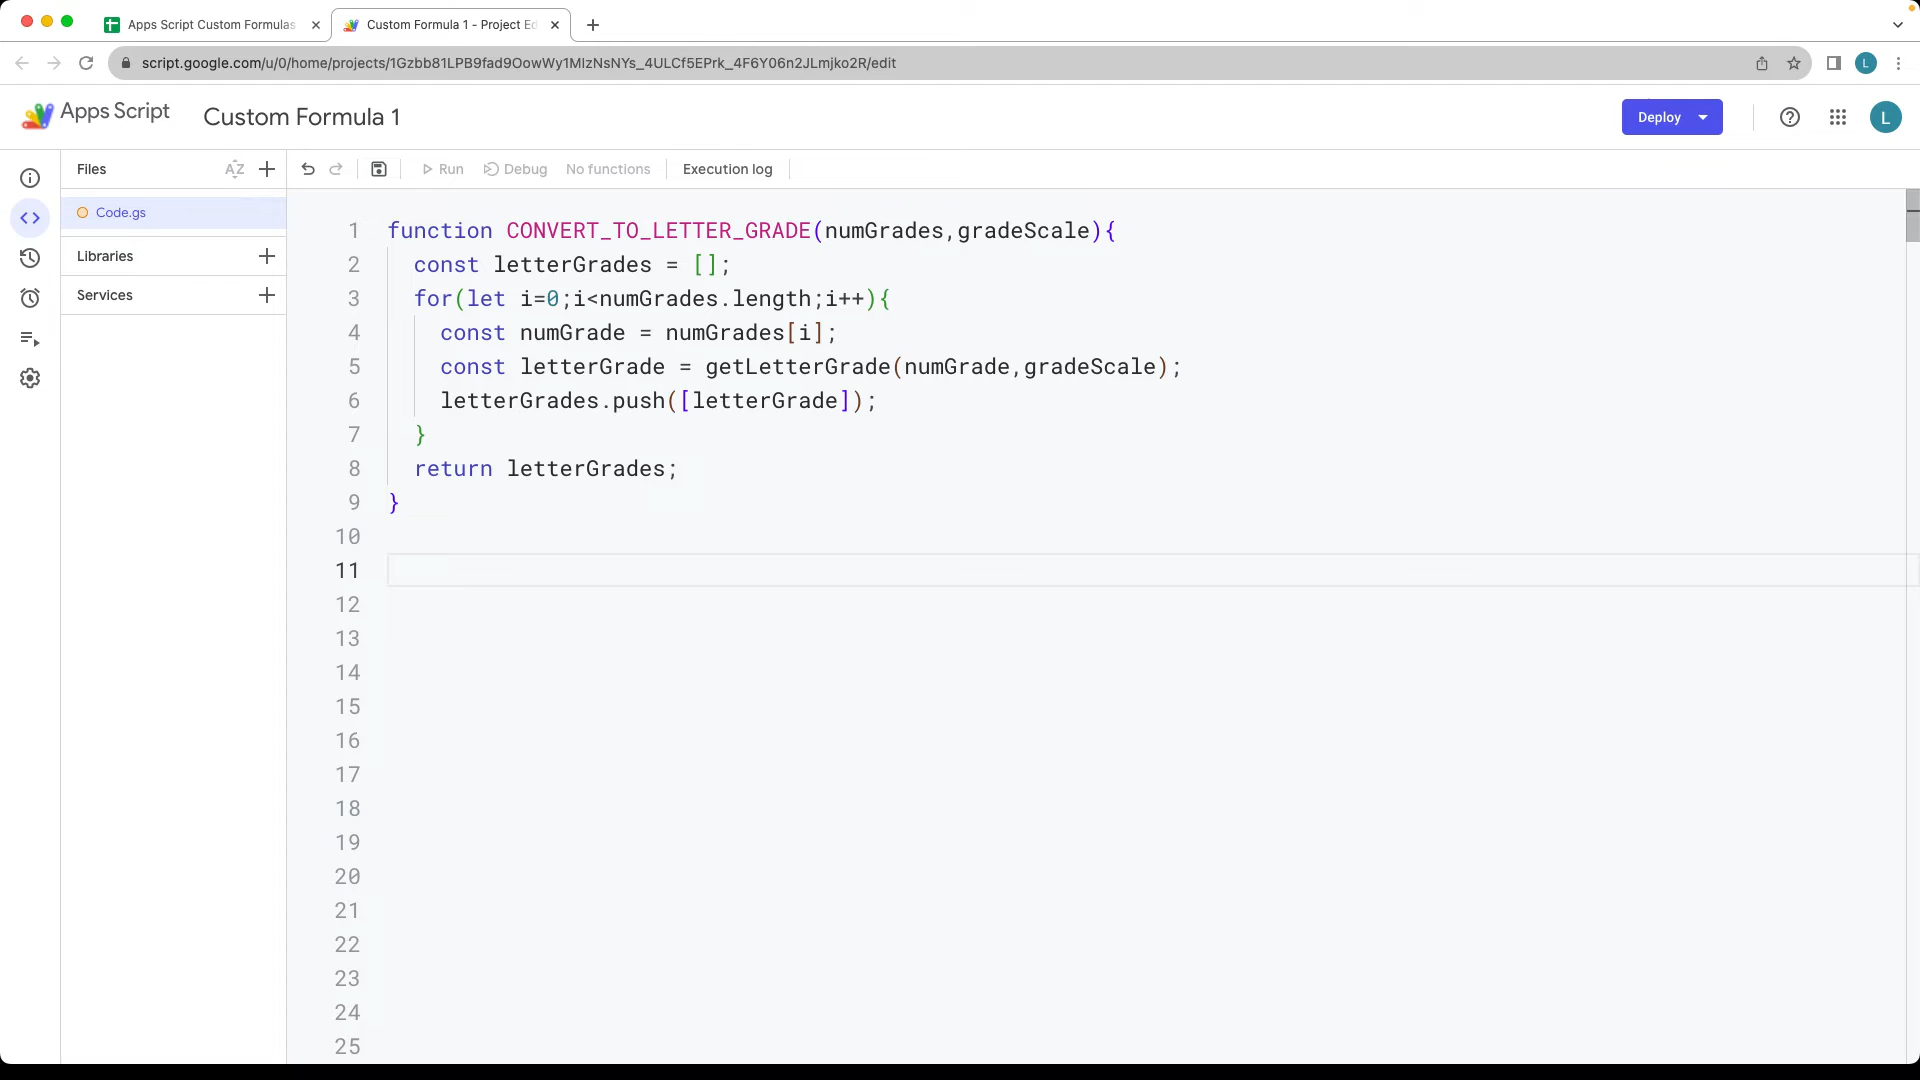 Apps Script Custom Formulas
Custom Formula 1 - Project Ed
script.google.com/u/0/home/projects/1Gzbb81LPB9fad9OowWy1MIzNsNYs_4ULCf5EPrk_4F6Y06n2JLmjko2R/edit
L
Apps Script
Custom Formula 1
Deploy
L
Files
AZ
Run
Debug
No functions
Execution log
Code.gs
Libraries
Services
1 function CONVERT_TO_LETTER_GRADE(numGrades,gradeScale){
2 const letterGrades = [];
3 for(let i=0;i<numGrades.length;i++){
4 const numGrade = numGrades[i];
5 const letterGrade = getLetterGrade(numGrade,gradeScale);
6 letterGrades.push([letterGrade]);
7 }
8 return letterGrades;
9 }
10
11
12
13
14
15
16
17
18
19
20
21
22
23
24
25